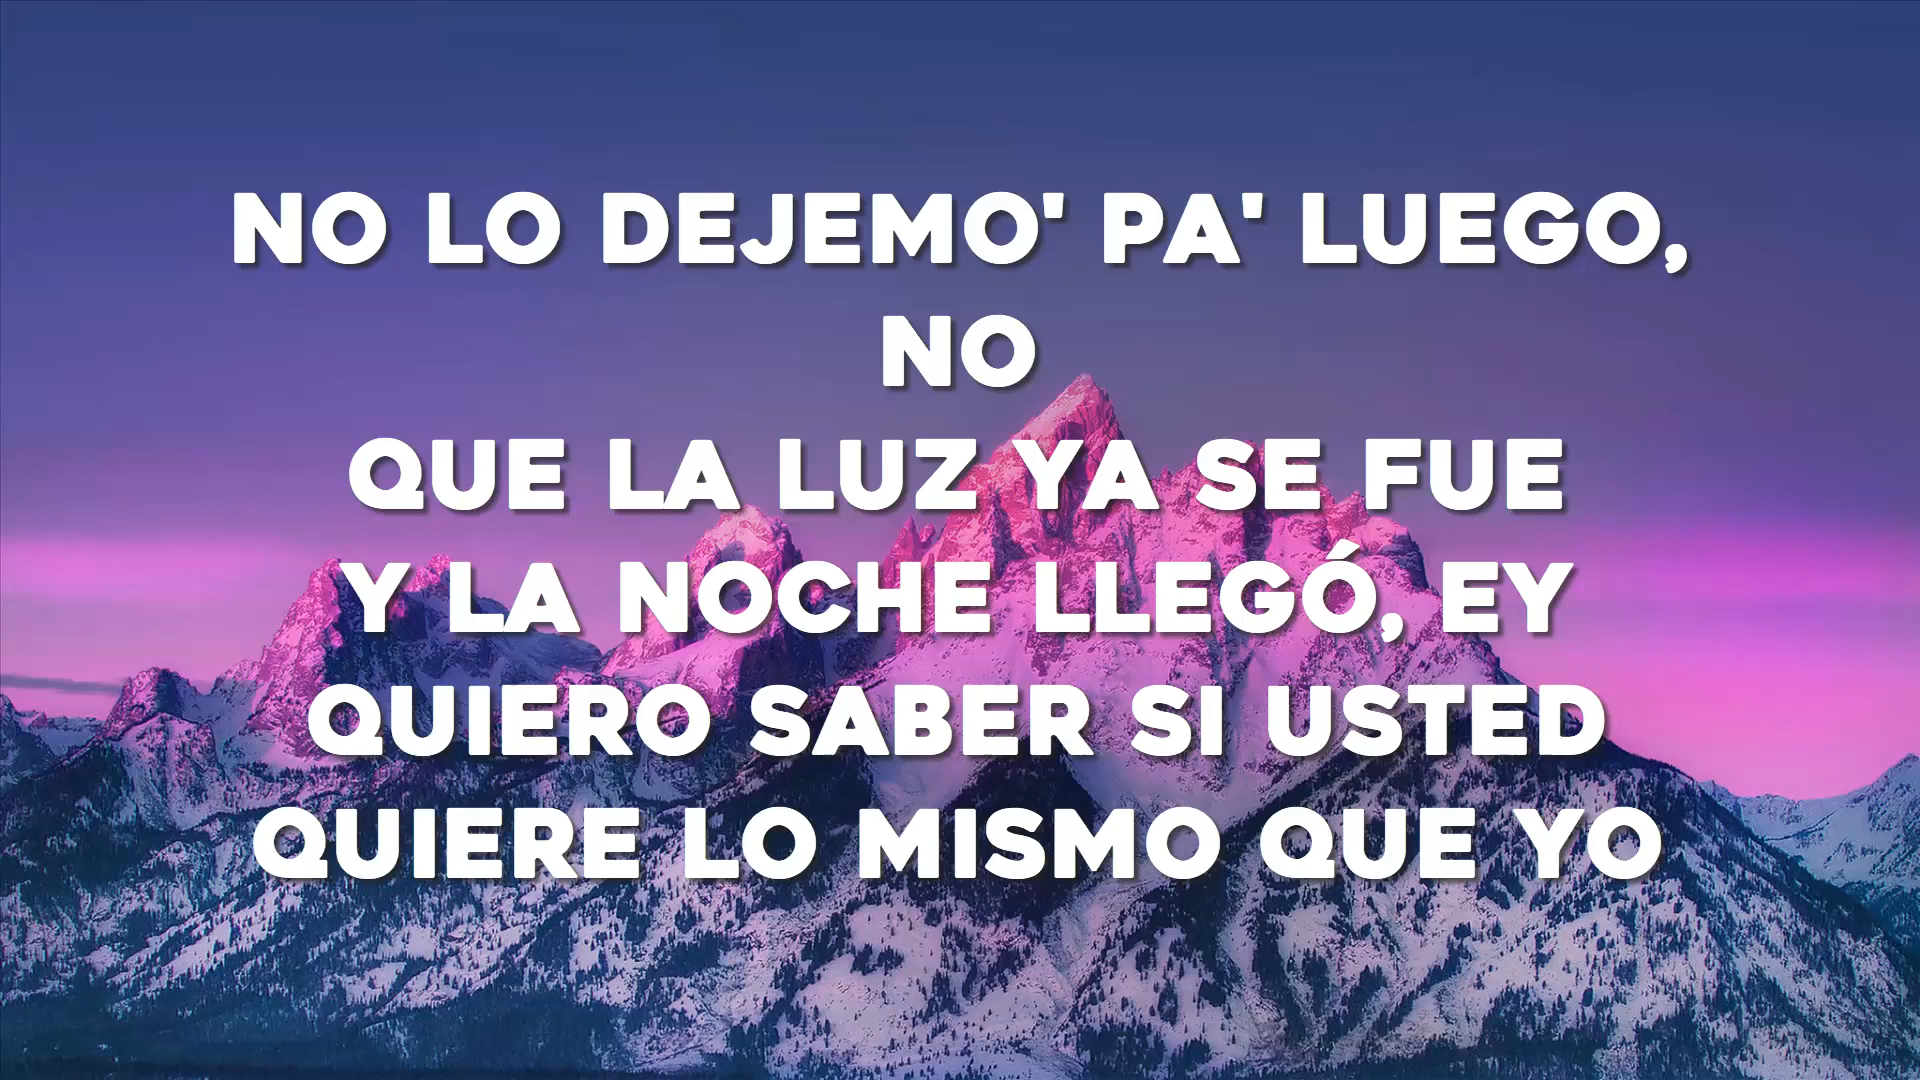 NO LO DEJEMO' PA' LUEGO,
NO
QUE LA LUZ YA SE FUE
Y LA NOCHE LLEGÓ, EY
QUIERO SABER SI USTED
QUIERE LO MISMO QUE YO